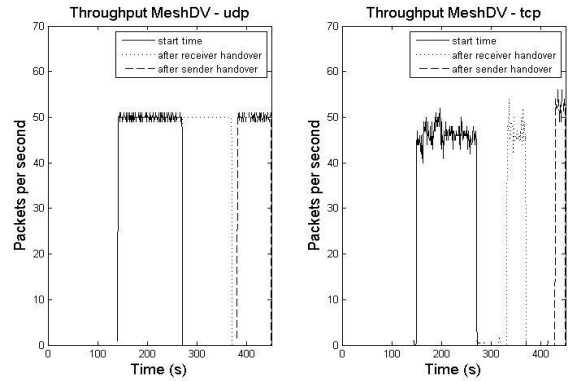 Throughput MeshDV - udp
70
60
50
40
30
20
10
0
0
100
200
300
400
start time
after receiver handover
after sender handover
Packets per second
Time (s)
Throughput MeshDV - tcp
70
60
50
40
30
20
10
0
0
100
200
300
400
start time
after receiver handover
after sender handover
Packets per second
Time (s)